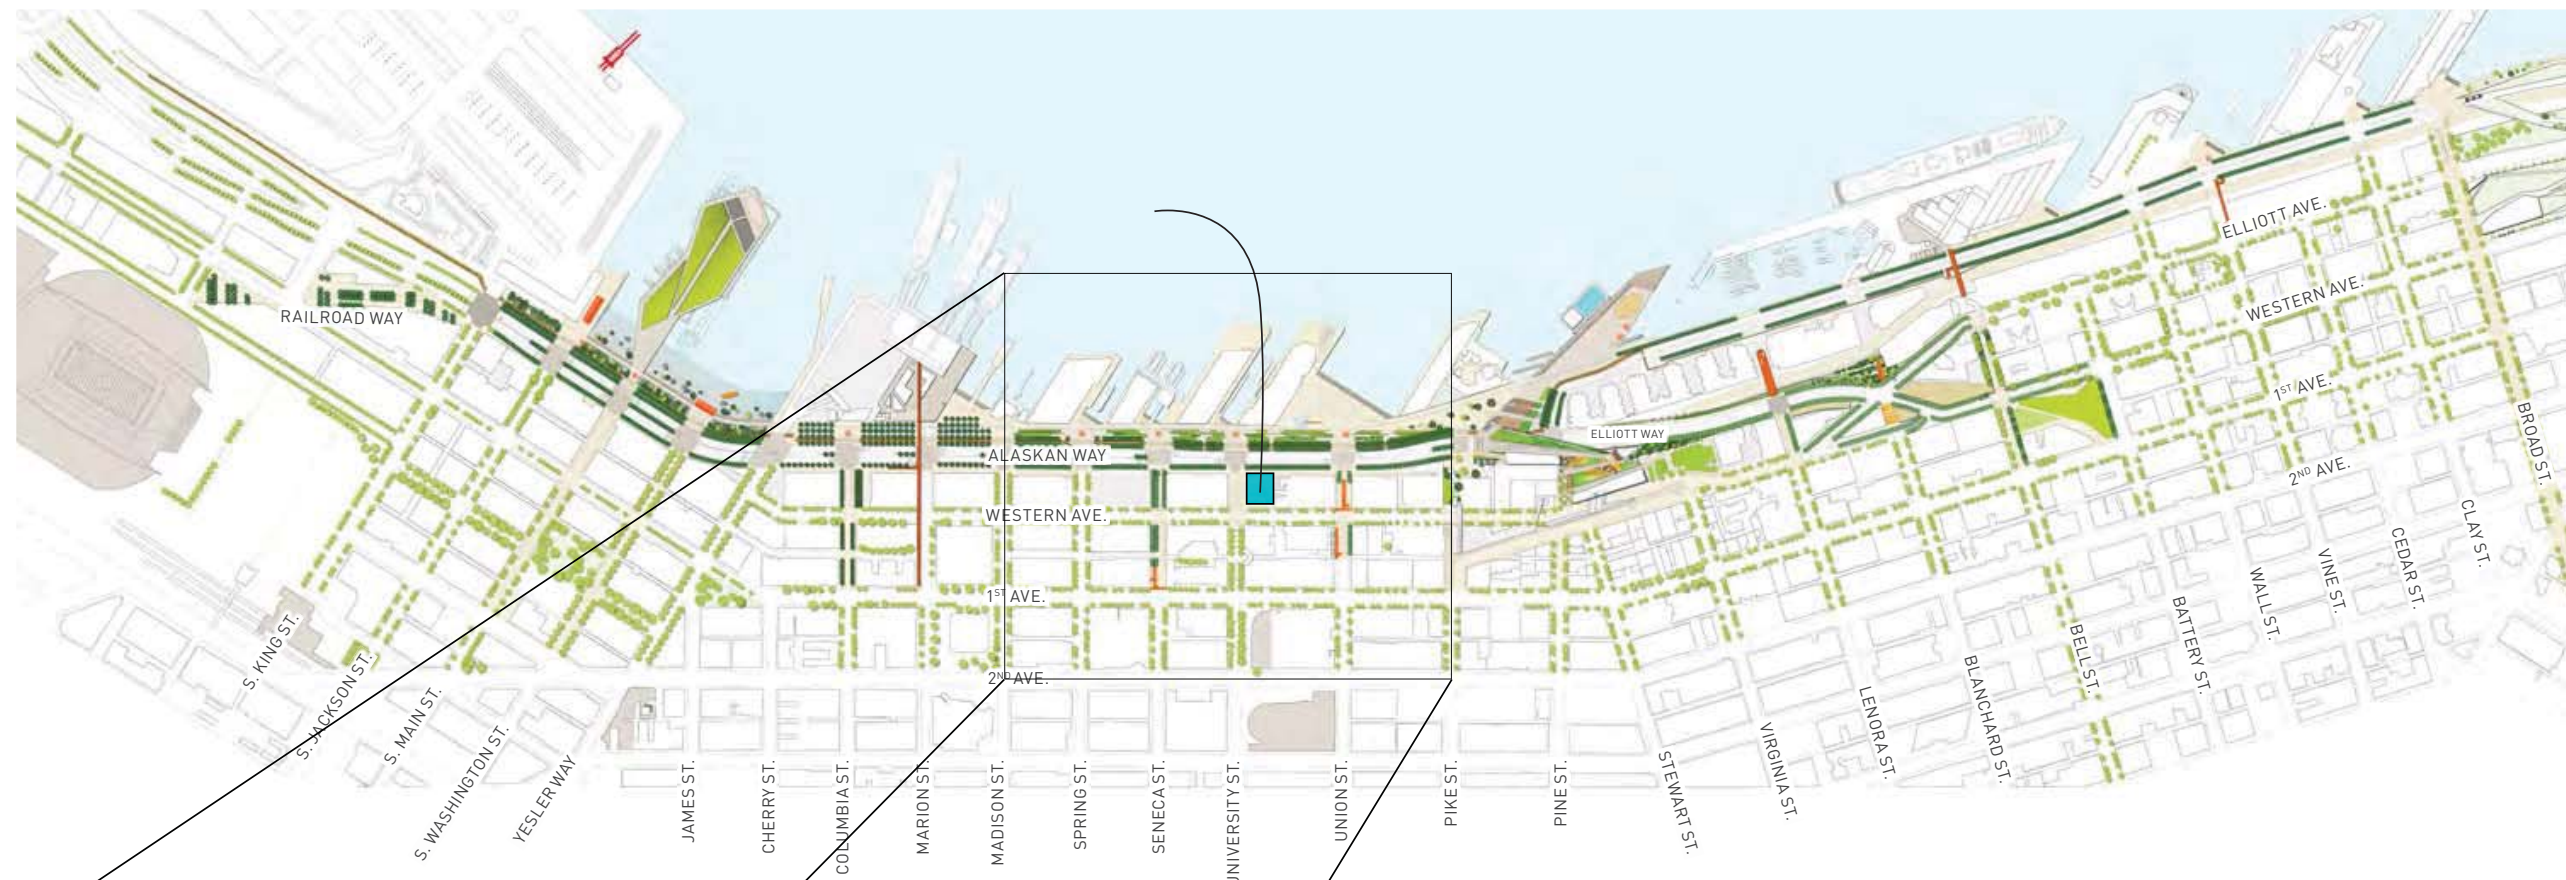 RAILROAD WAY
ALASKAN WAY
ELLIOTT WAY
WESTERN AVE.
1ST AVE.
2ND AVE.
ELLIOTT AVE.
WESTERN AVE.
1ST AVE.
2ND AVE.
S. KING ST.
S. JACKSON ST.
S. MAIN ST.
S. WASHINGTON ST.
YESLER WAY
JAMES ST.
CHERRY ST.
COLUMBIA ST.
MARION ST.
MADISON ST.
SPRING ST.
SENECA ST.
UNIVERSITY ST.
UNION ST.
PIKE ST.
PINE ST.
STEWART ST.
VIRGINIA ST.
LENORA ST.
BLANCHARD ST.
BELL ST.
BATTERY ST.
WALL ST.
VINE ST.
CEDAR ST.
CLAY ST.
BROAD ST.